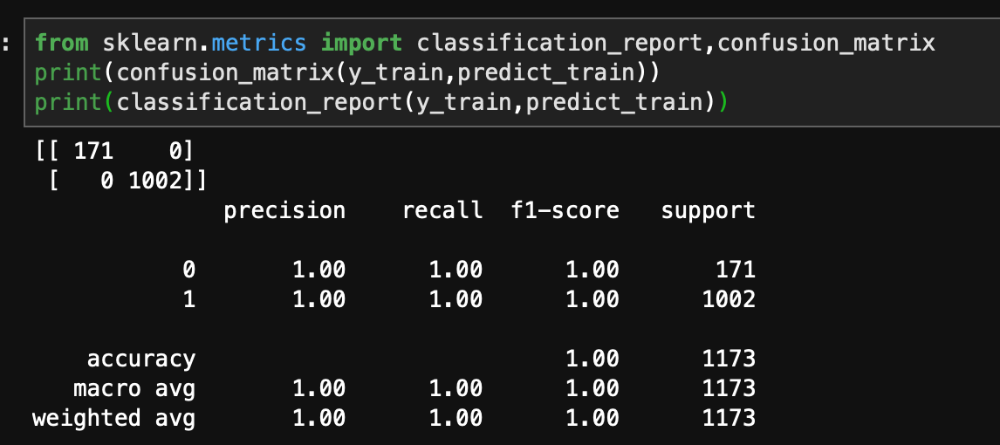 :
from sklearn.metrics import classification_report,confusion_matrix
print(confusion_matrix(y_train,predict_train))
print(classification_report(y_train,predict_train))
[[ 171    0]
 [   0 1002]]
              precision    recall  f1-score   support
           0       1.00      1.00      1.00       171
           1       1.00      1.00      1.00      1002
    accuracy                           1.00      1173
   macro avg       1.00      1.00      1.00      1173
weighted avg       1.00      1.00      1.00      1173